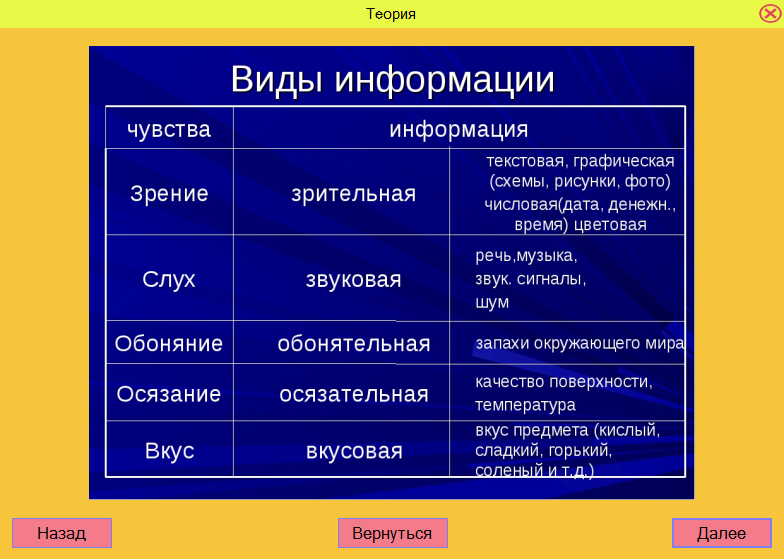 Теория
Виды информации
чувства информация
Зрение зрительная текстовая, графическая
(схемы, рисунки, фото)
числовая(дата, денежн.,
время) цветовая
Слух звуковая речь,музыка,
звук. сигналы,
шум
Обоняние обонятельная запахи окружающего мира
Осязание осязательная качество поверхности,
температура
Вкус вкусовая вкус предмета (кислый,
сладкий, горький,
соленый и т.д.)
Назад Вернуться Далее